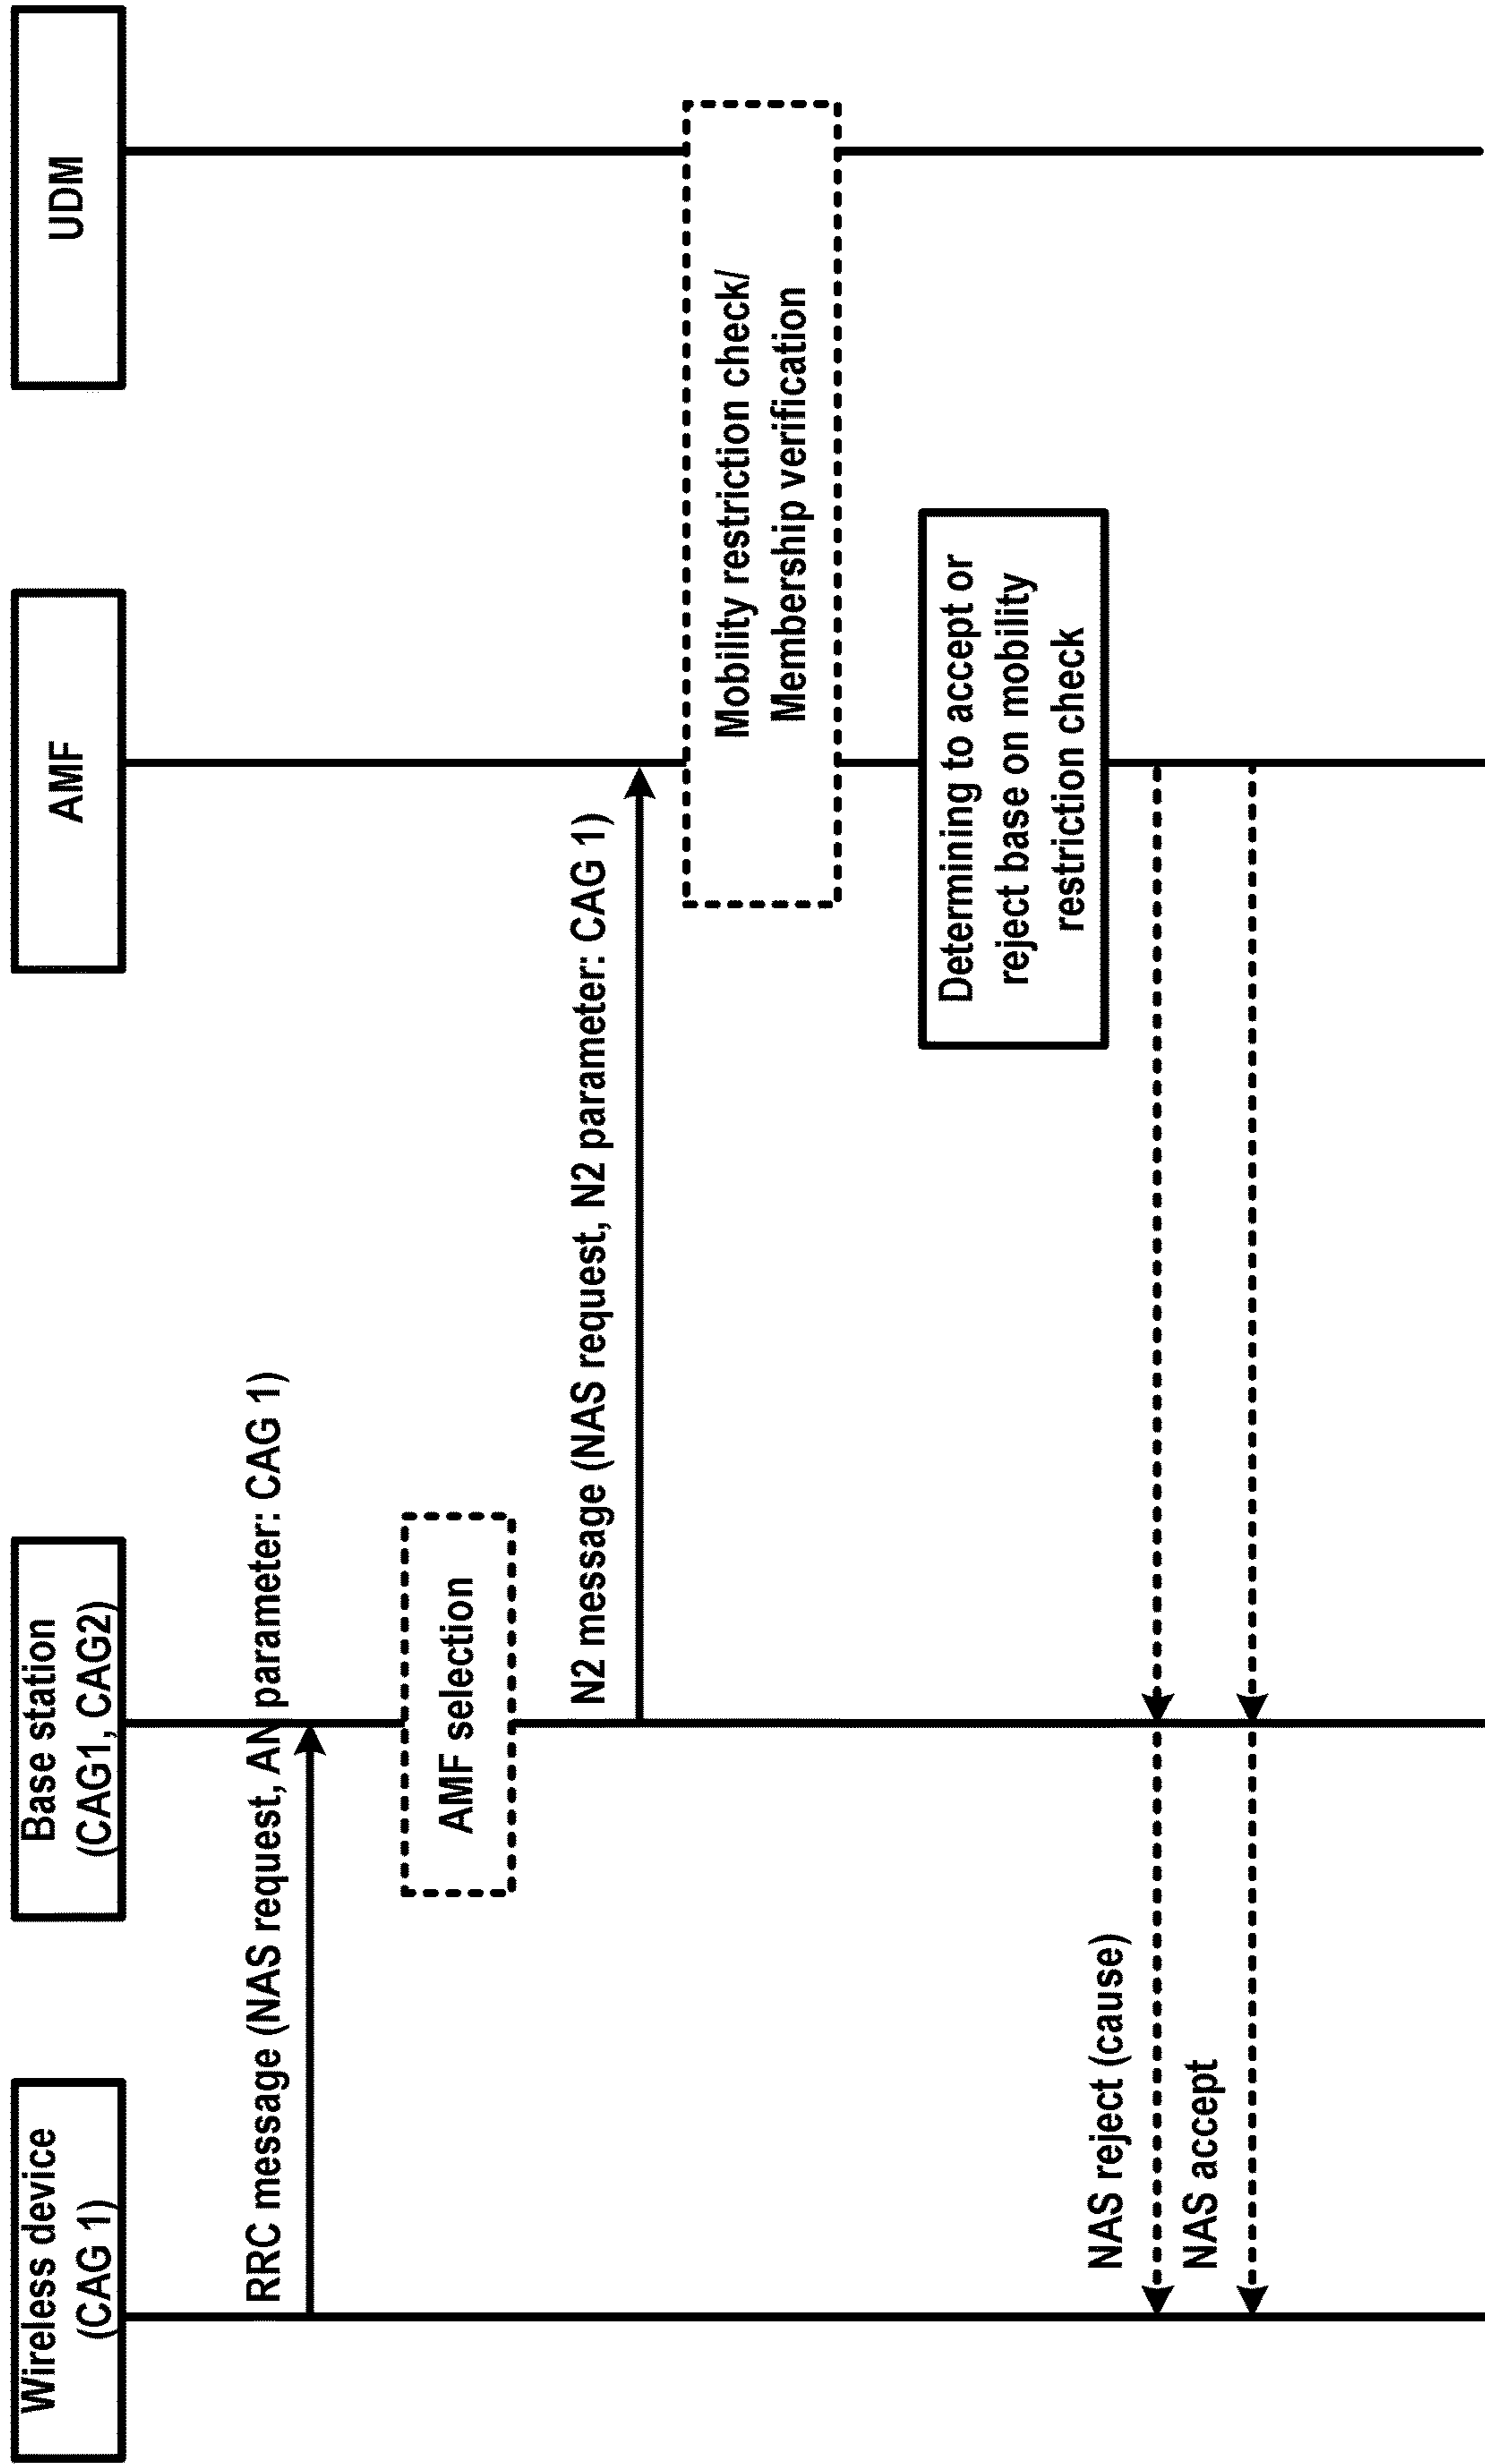 Wireless device
(CAG 1)
Base station
(CAG1, CAG2)
AMF
UDM
RRC message (NAS request, AN parameter: CAG 1)
AMF selection
N2 message (NAS request, N2 parameter: CAG 1)
Mobility restriction check/
Membership verification
Determining to accept or
reject base on mobility
restriction check
NAS reject (cause)
NAS accept